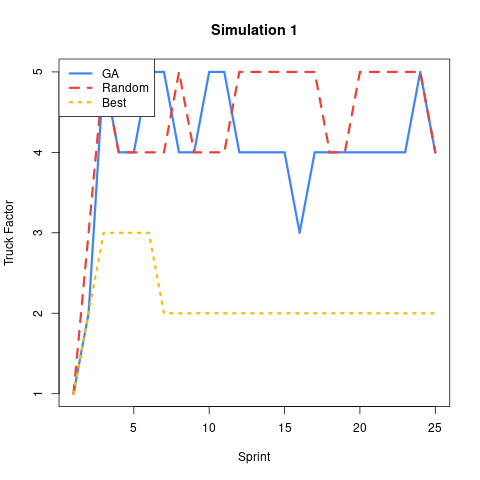 Simulation 1
GA
Random
Best
Truck Factor
5
4
3
2
1
5 10 15 20 25
Sprint